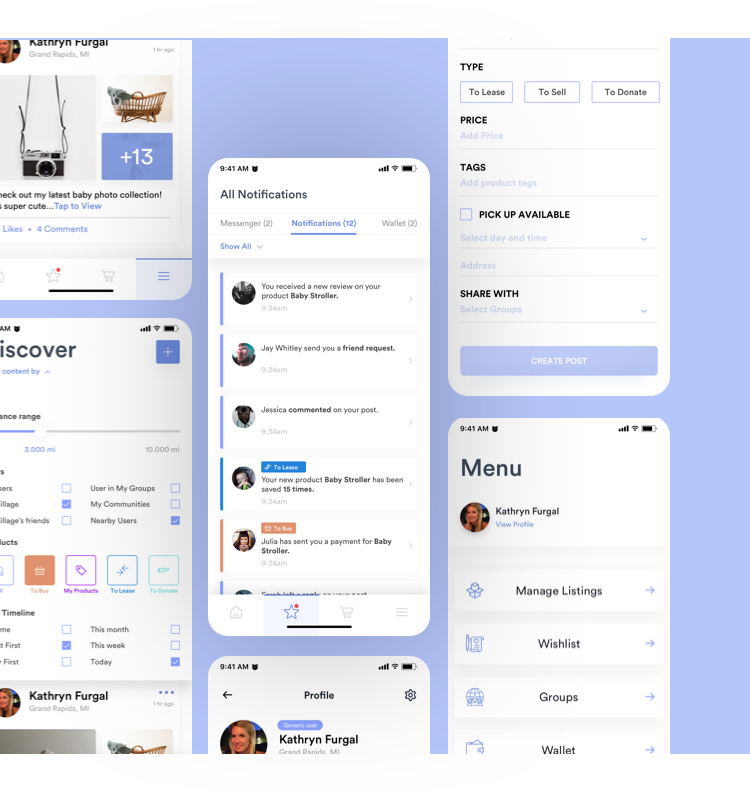 Kathryn Furgal
Grand Rapids, MI
1 hr ago
+13
heck out my latest baby photo collection!
s super cute...Tap to View
Likes • 4 Comments
AM
iscover
content by
ance range
3.000 mi
10.000 mi
rs
sers
User in My Groups
illage
My Communities
illage's friends
Nearby Users
ducts
ll
To Buy
My Products
To Lease
To Donate
Timeline
me
This month
t First
This week
r First
Today
Kathryn Furgal
Grand Rapids, MI
1 hr ago
9:41 AM
All Notifications
Messenger (2)
Notifications (12)
Wallet (2)
Show All
You received a new review on your
product Baby Stroller.
9:34am
Jay Whitley send you a friend request.
9:34am
Jessica commented on your post.
9:34am
To Lease
Your new product Baby Stroller has been
saved 15 times.
9:34am
To Buy
Julia has sent you a payment for Baby
Stroller.
9:34am
Sarah left a reply on your post.
9:41 AM
Profile
Generic user
Kathryn Furgal
Grand Rapids, MI
TYPE
To Lease
To Sell
To Donate
PRICE
Add Price
TAGS
Add product tags
PICK UP AVAILABLE
Select day and time
Address
SHARE WITH
Select Groups
CREATE POST
9:41 AM
Menu
Kathryn Furgal
View Profile
Manage Listings
Wishlist
Groups
Wallet